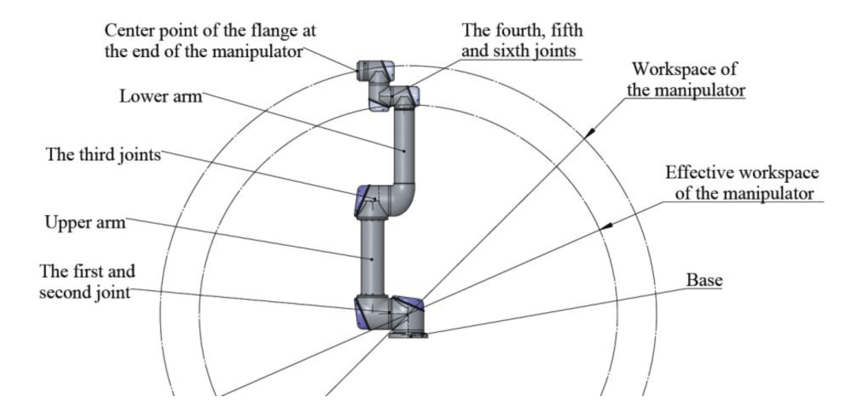 Center point of the flange at
the end of the manipulator
The fourth, fifth
and sixth joints
Workspace of
the manipulator
Lower arm
The third joints
Effective workspace
of the manipulator
Upper arm
The first and
second joint
Base